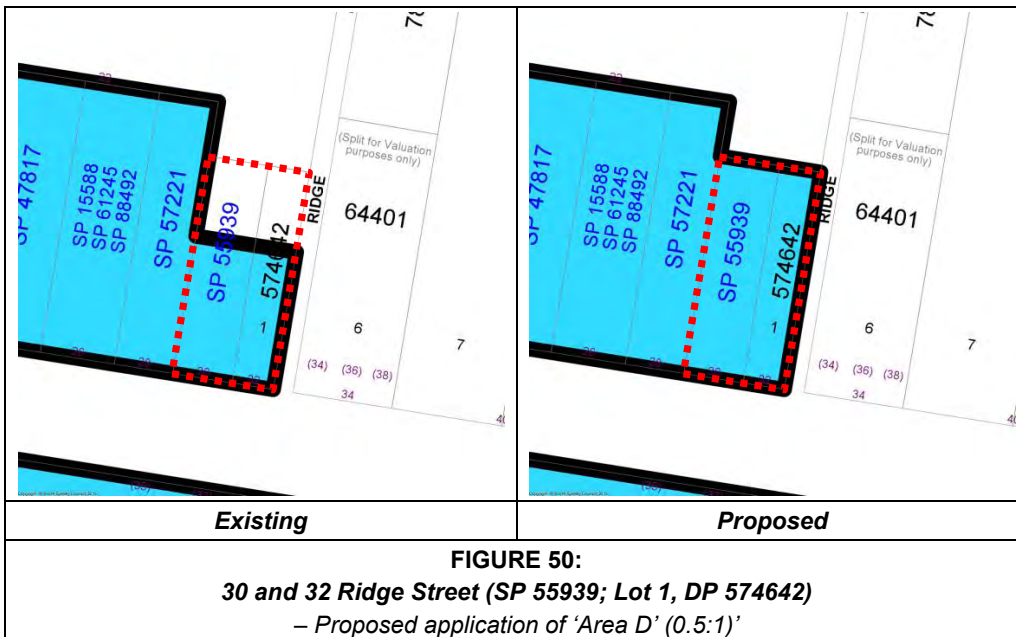 78
(Split for Valuation
purposes only)
RIDGE
64401
SP 47817
SP 15588
SP 61245
SP 88492
SP 57221
SP 55939
574642
1
6
7
(34) (36) (38)
34
78
(Split for Valuation
purposes only)
RIDGE
64401
SP 47817
SP 15588
SP 61245
SP 88492
SP 57221
SP 55939
574642
1
6
7
(34) (36) (38)
34
Existing
Proposed
FIGURE 50:
30 and 32 Ridge Street (SP 55939; Lot 1, DP 574642)
– Proposed application of ‘Area D’ (0.5:1)’